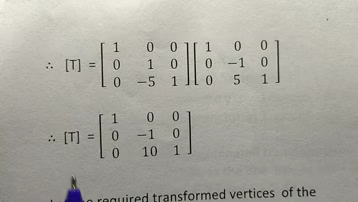 ∴ [T] = [ 1 0 0 ] [ 1 0 0 ]
[ 0 1 0 ] [ 0 −1 0 ]
[ 0 −5 1 ] [ 0 5 1 ]
∴ [T] = [ 1 0 0 ]
[ 0 −1 0 ]
[ 0 10 1 ]
required transformed vertices of the